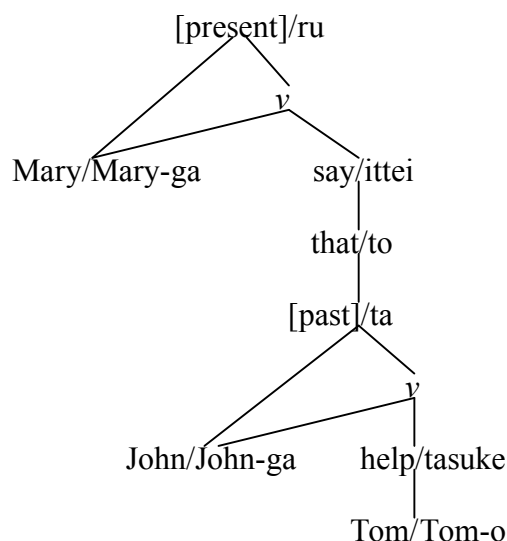 [present]/ru
v
Mary/Mary-ga say/ittei
that/to
[past]/ta
v
John/John-ga help/tasuke
Tom/Tom-o